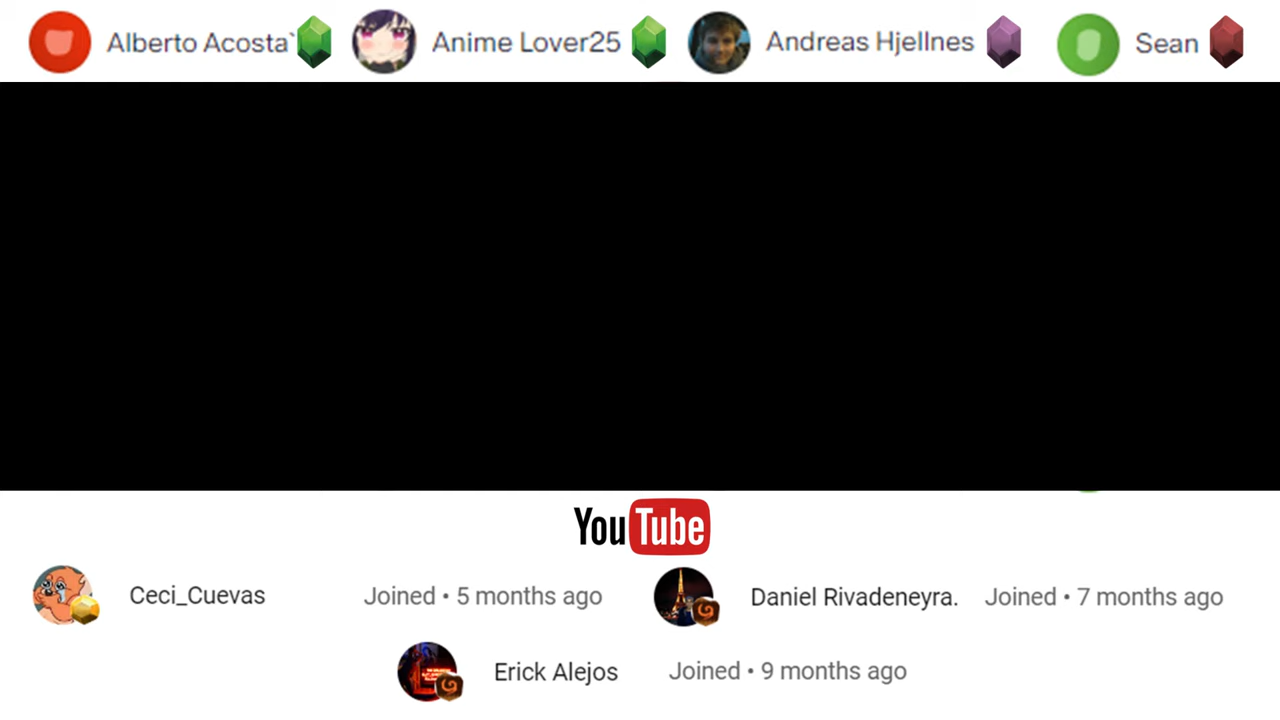 Alberto Acosta` Anime Lover25 Andreas Hjellnes Sean
YouTube
Ceci_Cuevas Joined • 5 months ago Daniel Rivadeneyra. Joined • 7 months ago
Erick Alejos Joined • 9 months ago